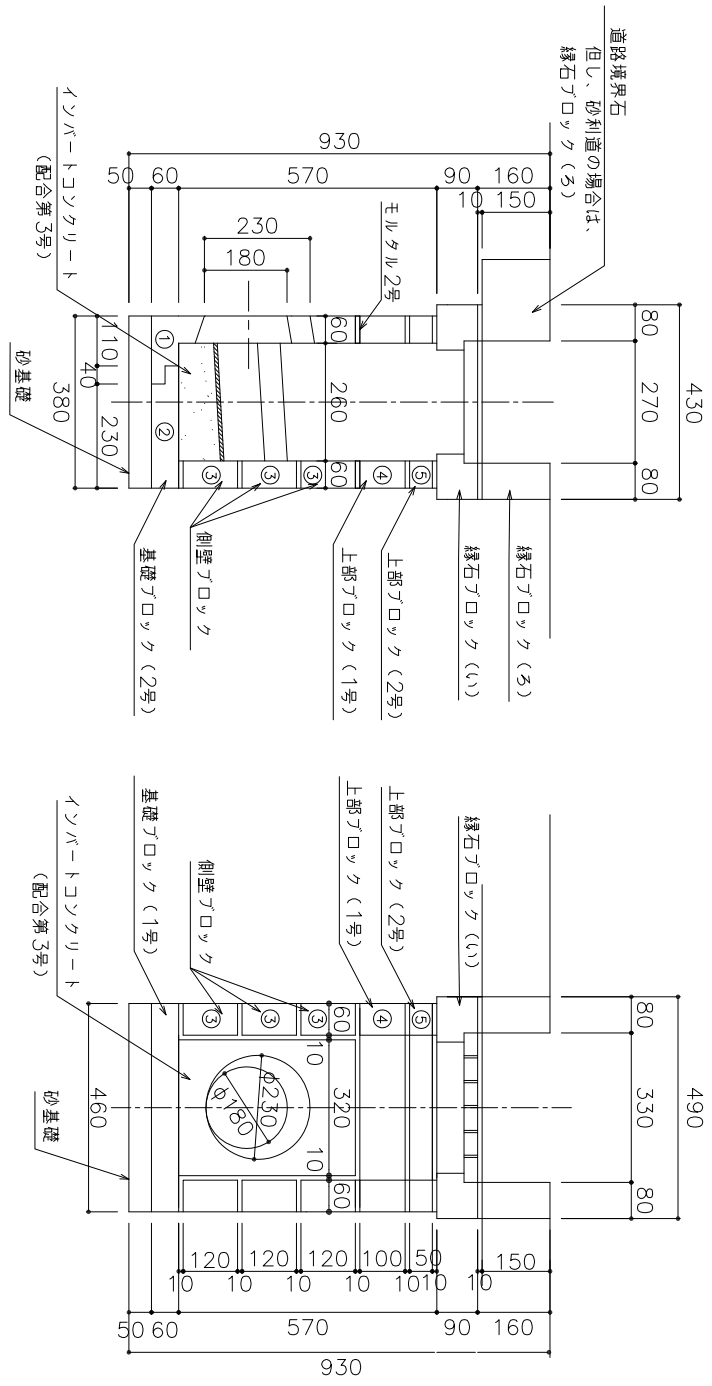 道路境界石
但し、砂利道の場合は、
縁石ブロック(ろ)
930
50
60
570
90
160
10
150
230
180
モルタル2号
インバートコンクリート
(配合第3号)
砂基礎
110
40
230
380
①
②
60
260
60
③
③
③
④
⑤
80
270
80
430
基礎ブロック(2号)
側壁ブロック
上部ブロック(1号)
上部ブロック(2号)
縁石ブロック(い)
縁石ブロック(ろ)
インバートコンクリート
(配合第3号)
基礎ブロック(1号)
側壁ブロック
上部ブロック(1号)
上部ブロック(2号)
縁石ブロック(い)
砂基礎
460
③
③
③
④
⑤
60
10
320
10
60
φ230
φ180
80
330
80
490
10
120
10
120
10
120
10
100
10
50
10
10
150
50
60
570
90
160
930